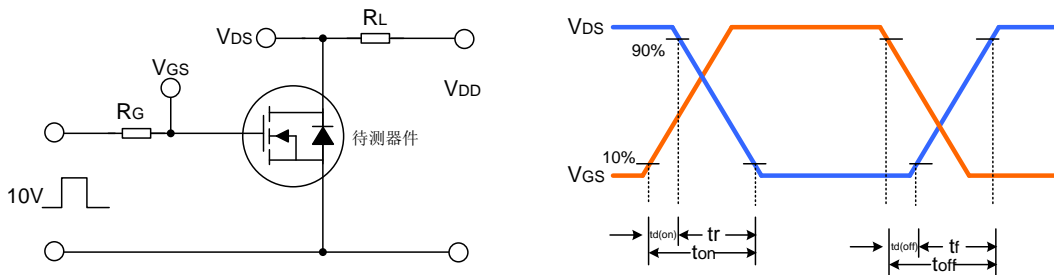 VDS
RL
VGS
VDD
RG
待测器件
10V
VDS
90%
10%
VGS
td(on)
tr
ton
td(off)
tf
toff